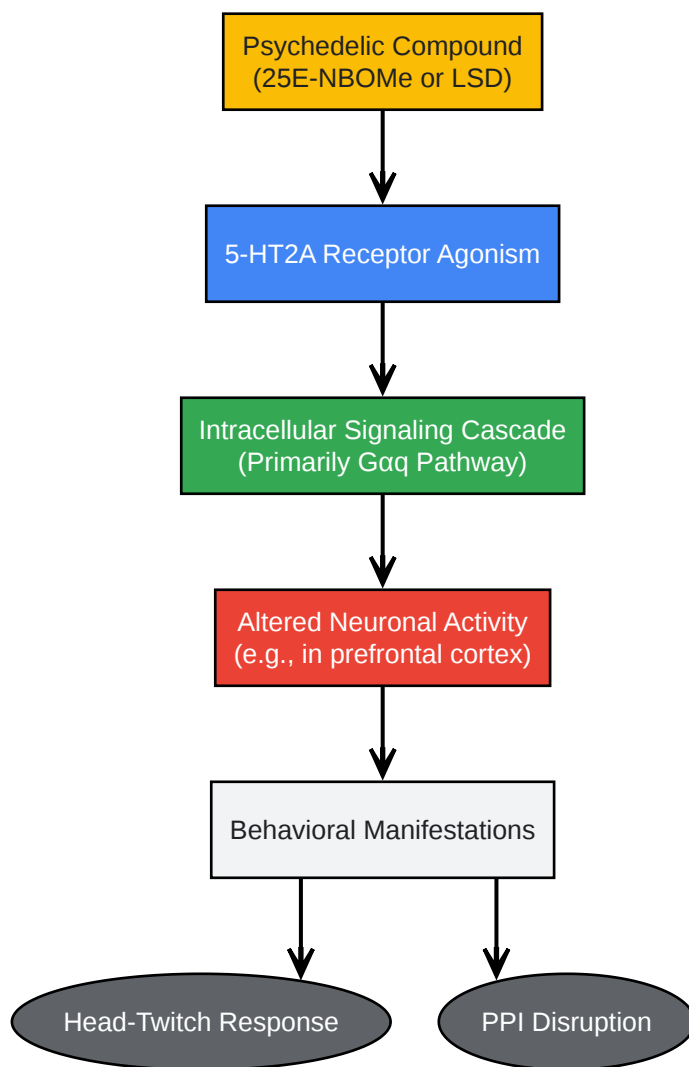 Psychedelic Compound
(25E-NBOMe or LSD)
5-HT2A Receptor Agonism
Intracellular Signaling Cascade
(Primarily Gαq Pathway)
Altered Neuronal Activity
(e.g., in prefrontal cortex)
Behavioral Manifestations
Head-Twitch Response
PPI Disruption